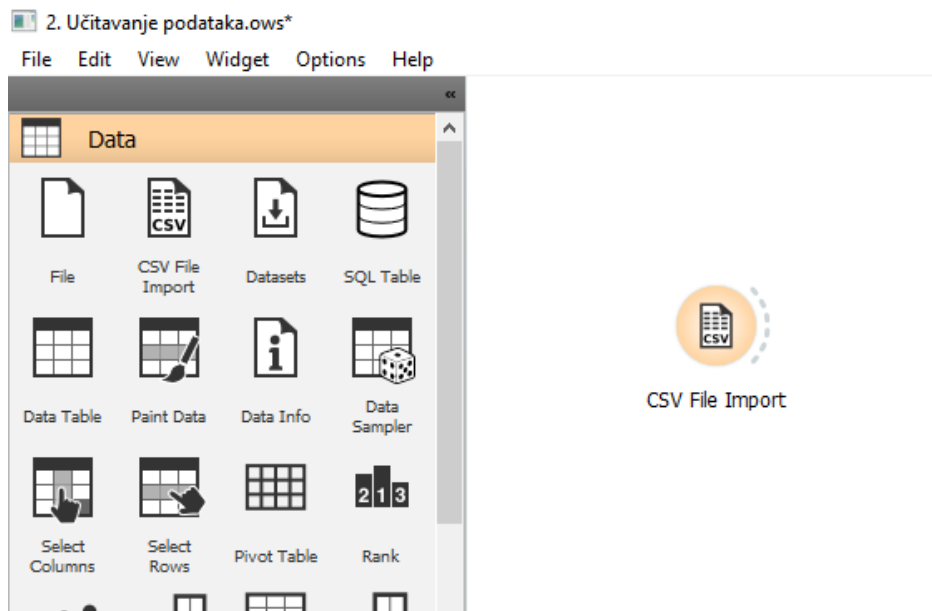 2. Učitavanje podataka.ows*
File Edit View Widget Options Help
«
Data
CSV
File
CSV File
Import
Datasets
SQL Table
Data Table
Paint Data
Data Info
Data
Sampler
2 1 3
Select
Columns
Select
Rows
Pivot Table
Rank
CSV
CSV File Import